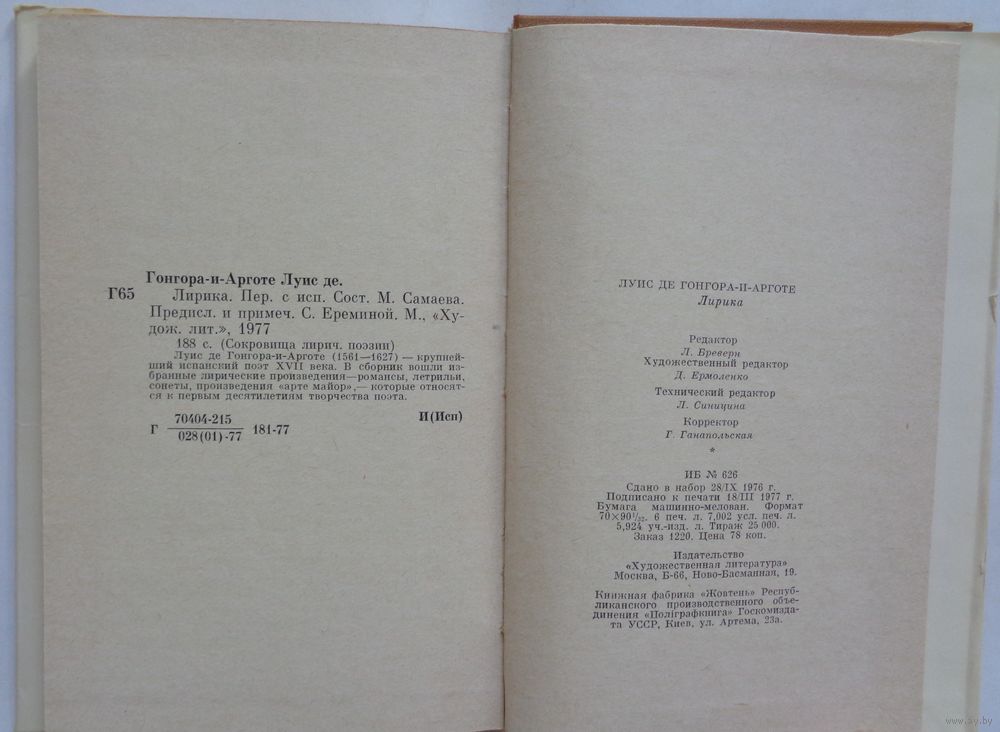 Гонгора-и-Арготе Луис де.
Г65
Лирика. Пер. с исп. Сост. М. Самаева.
Предисл. и примеч. С. Ереминой. М., «Ху-
дож. лит.», 1977
188 с. (Сокровища лирич. поэзии)
Луис де Гонгора-и-Арготе (1561—1627) — крупней-
ший испанский поэт XVII века. В сборник вошли из-
бранные лирические произведения—романсы, летрильи,
сонеты, произведения «арте майор»,— которые относят-
ся к первым десятилетиям творчества поэта.
Г 70404-215 / 028(01)-77 181-77 И(Исп)
ЛУИС ДЕ ГОНГОРА-И-АРГОТЕ
Лирика
Редактор
Л. Бреверн
Художественный редактор
Д. Ермоленко
Технический редактор
Л. Синицина
Корректор
Г. Ганапольская
*
ИБ № 626
Сдано в набор 28/IX 1976 г.
Подписано к печати 18/III 1977 г.
Бумага машинно-мелован. Формат
70×90¹/₃₂. 6 печ. л. 7,002 усл. печ. л.
5,924 уч.-изд. л. Тираж 25 000.
Заказ 1220. Цена 78 коп.
Издательство
«Художественная литература»
Москва, Б-66, Ново-Басманная, 19.
Книжная фабрика «Жовтень» Респуб-
ликанского производственного объе-
динения «Полiграфкнига» Госкомизда-
та УССР, Киев, ул. Артема, 23а.
www.ay.by